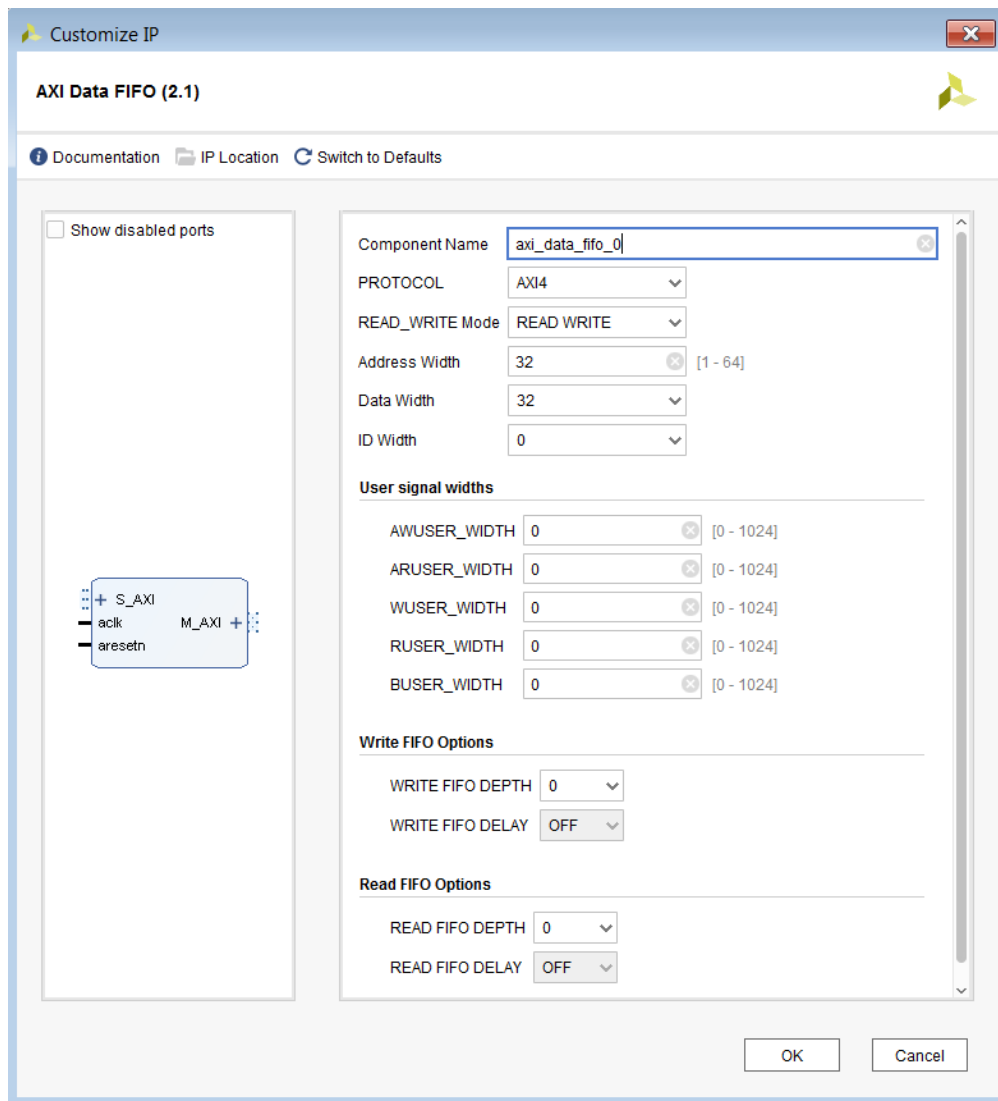 Customize IP
AXI Data FIFO (2.1)
Documentation IP Location Switch to Defaults
Show disabled ports
S_AXI
aclk M_AXI
aresetn
Component Name axi_data_fifo_0
PROTOCOL AXI4
READ_WRITE Mode READ WRITE
Address Width 32 [1 - 64]
Data Width 32
ID Width 0
User signal widths
AWUSER_WIDTH 0 [0 - 1024]
ARUSER_WIDTH 0 [0 - 1024]
WUSER_WIDTH 0 [0 - 1024]
RUSER_WIDTH 0 [0 - 1024]
BUSER_WIDTH 0 [0 - 1024]
Write FIFO Options
WRITE FIFO DEPTH 0
WRITE FIFO DELAY OFF
Read FIFO Options
READ FIFO DEPTH 0
READ FIFO DELAY OFF
OK Cancel